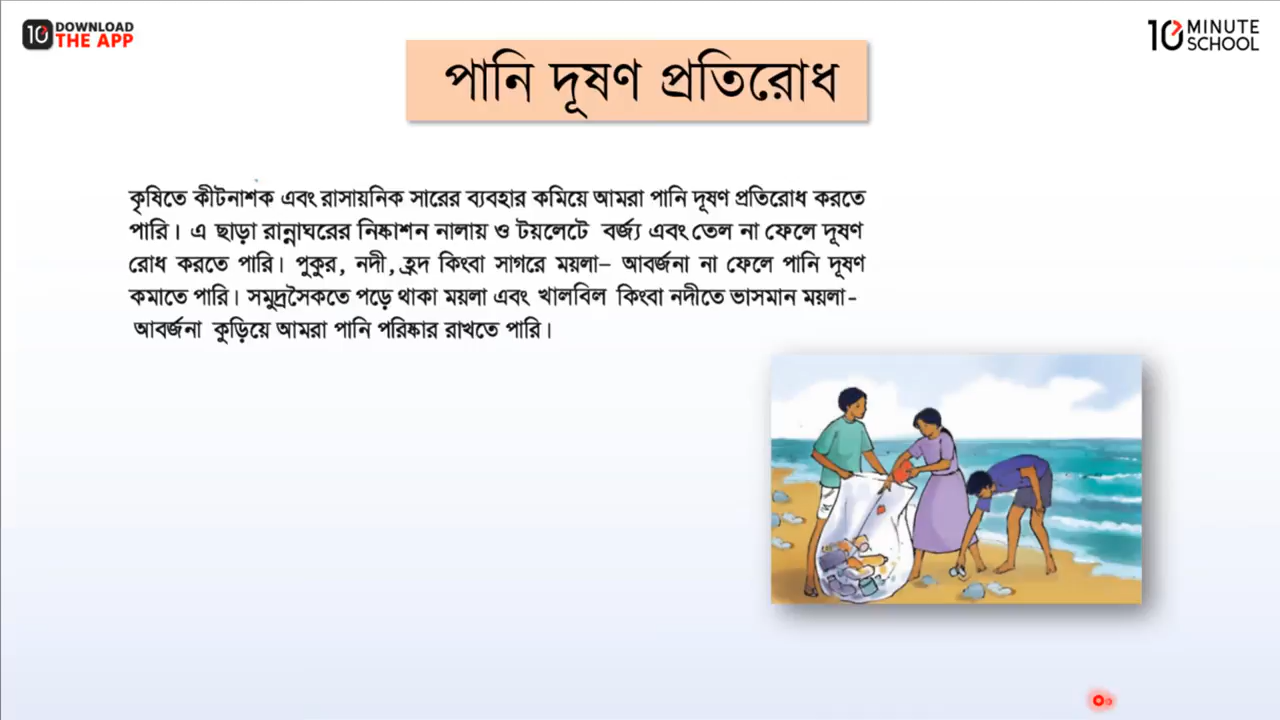 DOWNLOAD
THE APP
10 MINUTE
SCHOOL
পানি দূষণ প্রতিরোধ
কৃষিতে কীটনাশক এবং রাসায়নিক সারের ব্যবহার কমিয়ে আমরা পানি দূষণ প্রতিরোধ করতে
পারি। এ ছাড়া রান্নাঘরের নিষ্কাশন নালায় ও টয়লেটে বর্জ্য এবং তেল না ফেলে দূষণ
রোধ করতে পারি। পুকুর, নদী, হ্রদ কিংবা সাগরে ময়লা– আবর্জনা না ফেলে পানি দূষণ
কমাতে পারি। সমুদ্রসৈকতে পড়ে থাকা ময়লা এবং খালবিল কিংবা নদীতে ভাসমান ময়লা-
আবর্জনা কুড়িয়ে আমরা পানি পরিষ্কার রাখতে পারি।